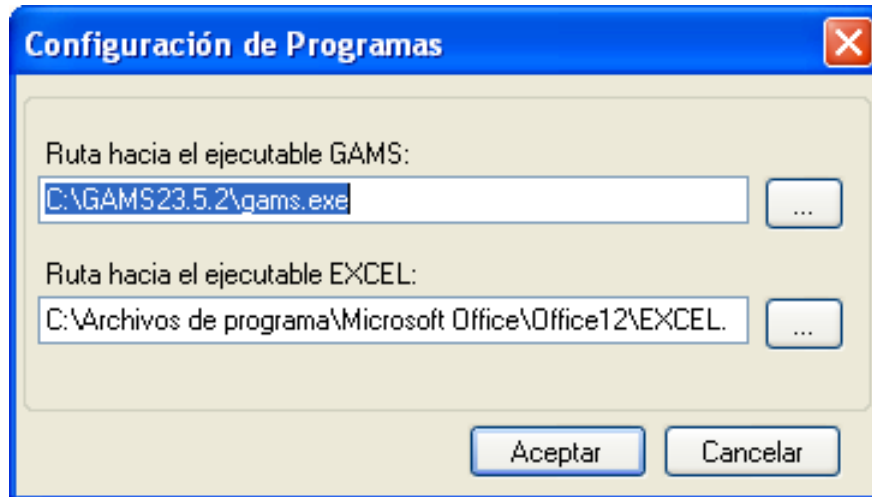 Configuración de Programas
Ruta hacia el ejecutable GAMS:
C:\GAMS23.5.2\gams.exe
...
Ruta hacia el ejecutable EXCEL:
C:\Archivos de programa\Microsoft Office\Office12\EXCEL.
...
Aceptar
Cancelar